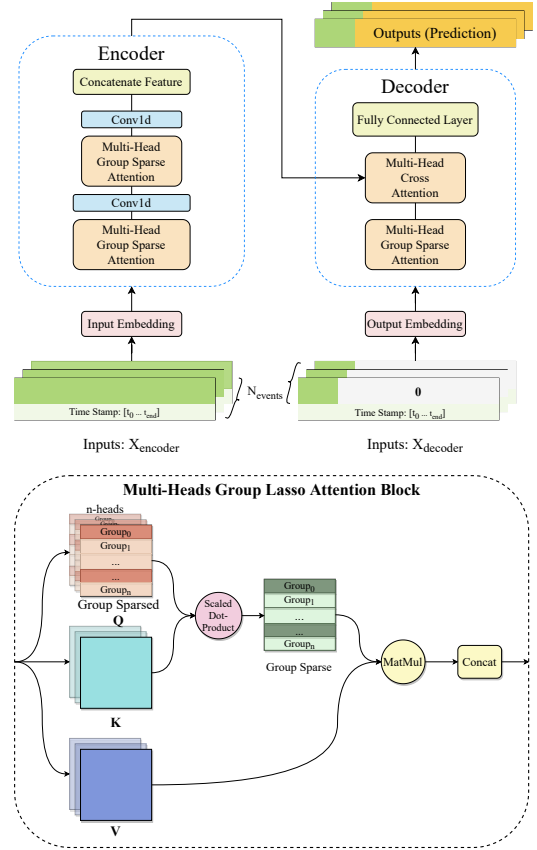 Outputs (Prediction)
Encoder
Concatenate Feature
Conv1d
Multi-Head
Group Sparse
Attention
Conv1d
Multi-Head
Group Sparse
Attention
Input Embedding
Time Stamp: [t0 ... tend]
Inputs: Xencoder
Nevents
Decoder
Fully Connected Layer
Multi-Head
Cross
Attention
Multi-Head
Group Sparse
Attention
Output Embedding
0
Time Stamp: [t0 ... tend]
Inputs: Xdecoder
Multi-Heads Group Lasso Attention Block
n-heads
Group0
Group1
...
...
Groupn
Group Sparsed
Q
K
V
Scaled
Dot-
Product
Group0
Group1
...
...
Groupn
Group Sparse
MatMul
Concat